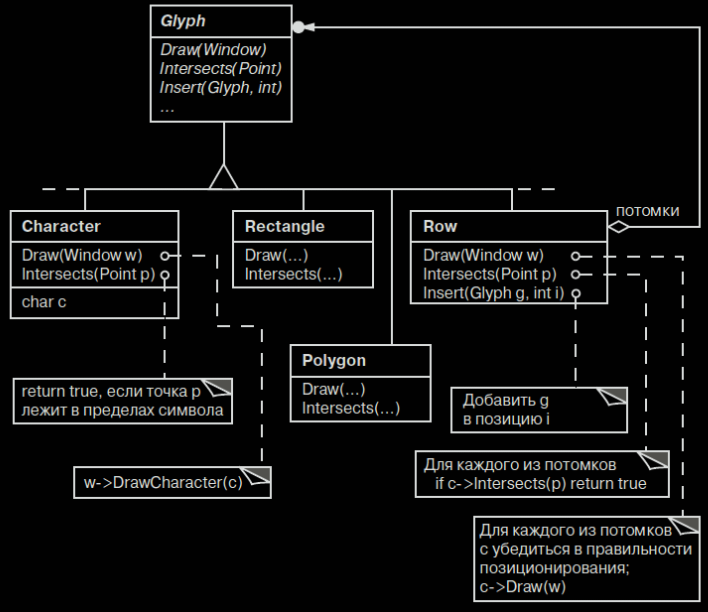 Glyph
Draw(Window)
Intersects(Point)
Insert(Glyph, int)
...
потомки
Character
Draw(Window w)
Intersects(Point p)
char c
Rectangle
Draw(...)
Intersects(...)
Row
Draw(Window w)
Intersects(Point p)
Insert(Glyph g, int i)
Polygon
Draw(...)
Intersects(...)
return true, если точка p
лежит в пределах символа
Добавить g
в позицию i
w->DrawCharacter(c)
Для каждого из потомков
if c->Intersects(p) return true
Для каждого из потомков
с убедиться в правильности
позиционирования;
c->Draw(w)